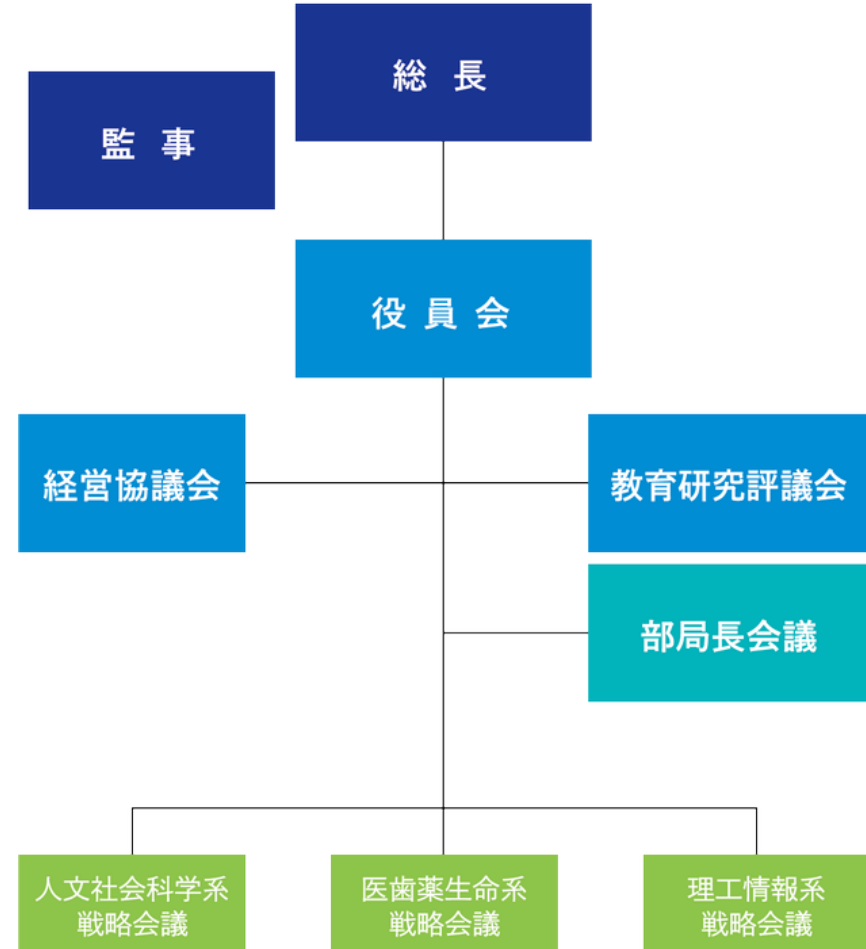 総 長
監 事
役 員 会
経営協議会
教育研究評議会
部局長会議
人文社会科学系
戦略会議
医歯薬生命系
戦略会議
理工情報系
戦略会議